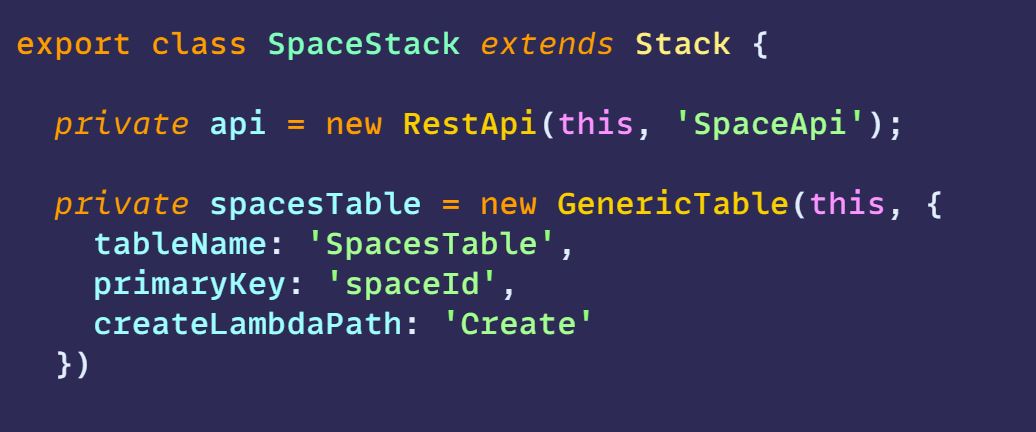 export class SpaceStack extends Stack {
private api = new RestApi(this, 'SpaceApi');
private spacesTable = new GenericTable(this, {
tableName: 'SpacesTable',
primaryKey: 'spaceId',
createLambdaPath: 'Create'
})